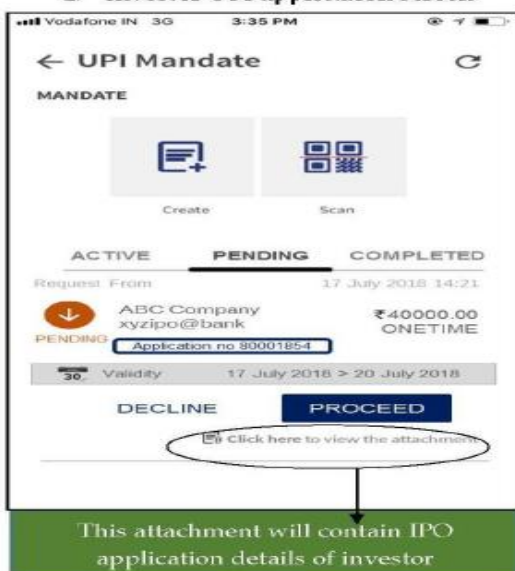 Vodafone IN 3G 3:35 PM
← UPI Mandate
MANDATE
Create Scan
ACTIVE PENDING COMPLETED
Request From 17 July 2018 14:21
ABC Company ₹40000.00
xyzipo@bank ONETIME
PENDING
Application no 80001854
30 Validity 17 July 2018 > 20 July 2018
DECLINE PROCEED
Click here to view the attachment
This attachment will contain IPO
application details of investor